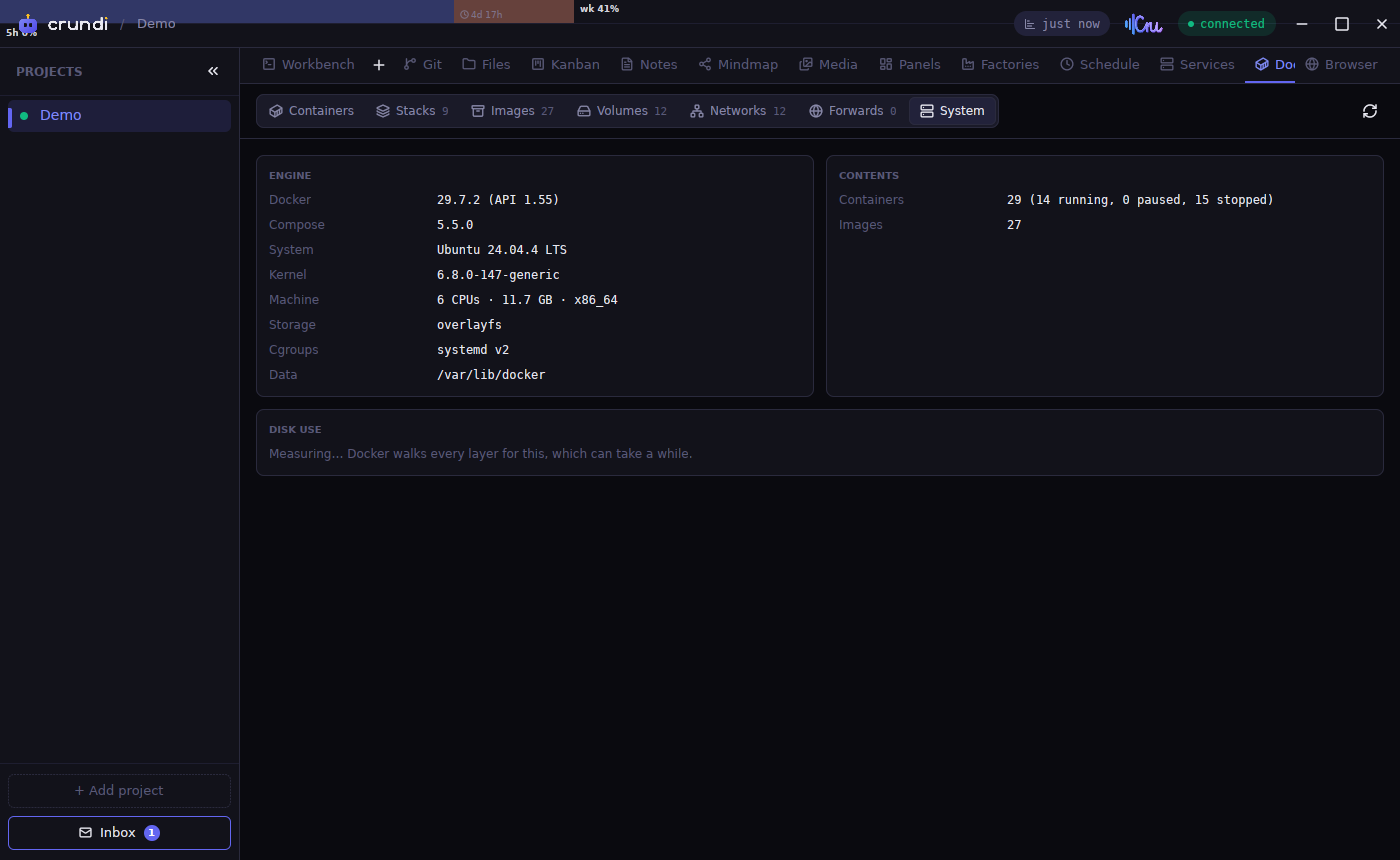 4d 17h
wk 41%
crundi / Demo
just now
Cru
connected
PROJECTS
Workbench
Git
Files
Kanban
Notes
Mindmap
Media
Panels
Factories
Schedule
Services
Browser
Demo
Containers
Stacks 9
Images 27
Volumes 12
Networks 12
Forwards 0
System
ENGINE
Docker 29.7.2 (API 1.55)
Compose 5.5.0
System Ubuntu 24.04.4 LTS
Kernel 6.8.0-147-generic
Machine 6 CPUs · 11.7 GB · x86_64
Storage overlayfs
Cgroups systemd v2
Data /var/lib/docker
CONTENTS
Containers 29 (14 running, 0 paused, 15 stopped)
Images 27
DISK USE
Measuring... Docker walks every layer for this, which can take a while.
+ Add project
Inbox 1